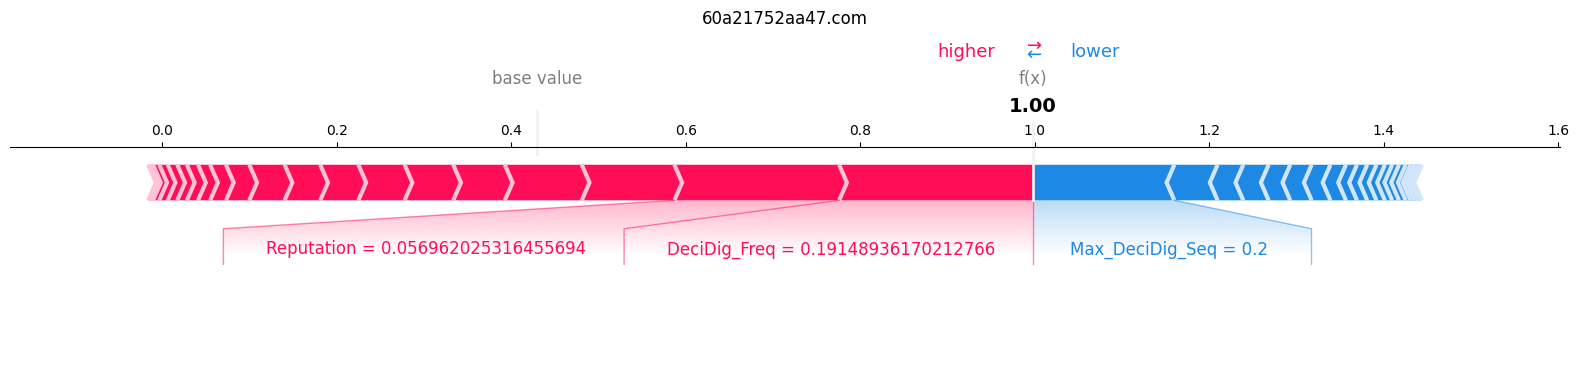 60a21752aa47.com
higher ⇄ lower
base value
f(x)
1.00
0.0 0.2 0.4 0.6 0.8 1.0 1.2 1.4 1.6
Reputation = 0.056962025316455694
DeciDig_Freq = 0.19148936170212766
Max_DeciDig_Seq = 0.2